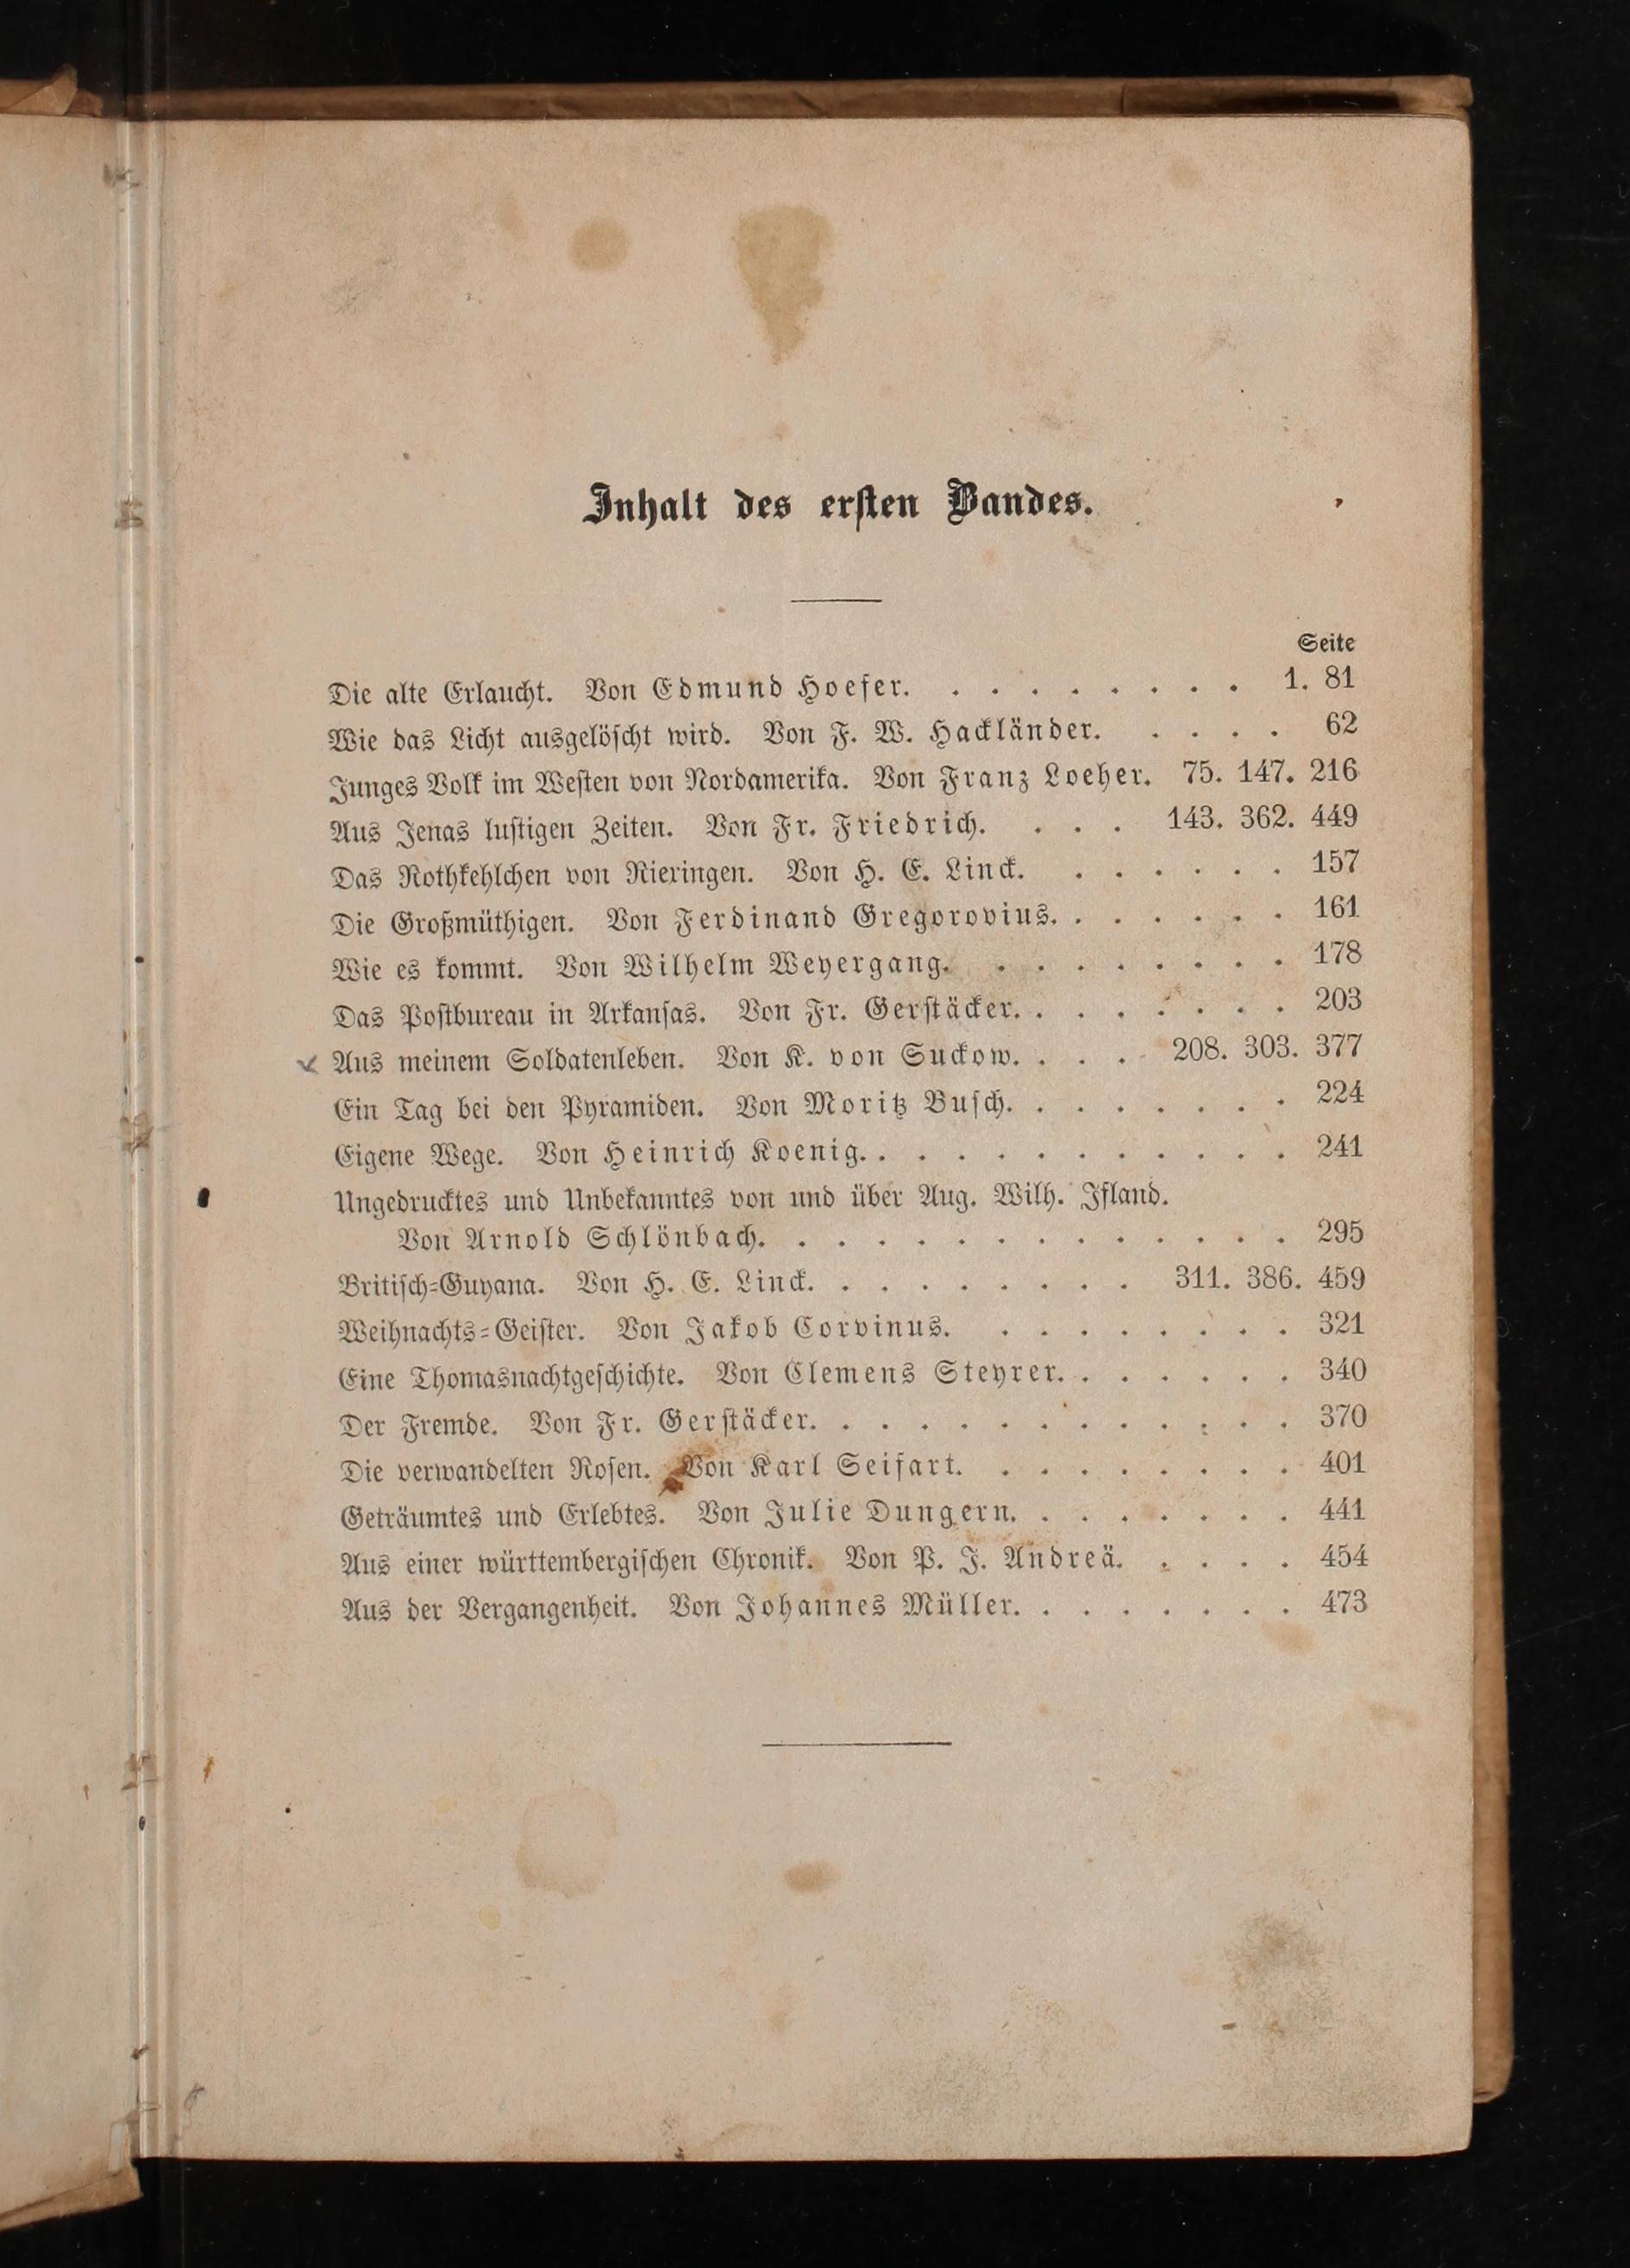 Inhalt des ersten Bandes.
Seite
Die alte Erlaucht. Von Edmund Hoefer. . . . . . . . . 1. 81
Wie das Licht ausgelöscht wird. Von F. W. Hackländer. . . . . 62
Junges Volk im Westen von Nordamerika. Von Franz Loeher. 75. 147. 216
Aus Jenas lustigen Zeiten. Von Fr. Friedrich. . . . 143. 362. 449
Das Rothkehlchen von Rieringen. Von H. E. Linck. . . . . . . 157
Die Großmüthigen. Von Ferdinand Gregorovius. . . . . . . 161
Wie es kommt. Von Wilhelm Weyergang. . . . . . . . . 178
Das Postbureau in Arkansas. Von Fr. Gerstäcker. . . . . . . . 203
Aus meinem Soldatenleben. Von K. von Suckow. . . . 208. 303. 377
Ein Tag bei den Pyramiden. Von Moritz Busch. . . . . . . . 224
Eigene Wege. Von Heinrich Koenig. . . . . . . . . . . . 241
Ungedrucktes und Unbekanntes von und über Aug. Wilh. Ifland.
Von Arnold Schlönbach. . . . . . . . . . . . . . 295
Britisch-Guyana. Von H. E. Linck. . . . . . . . . 311. 386. 459
Weihnachts-Geister. Von Jakob Corvinus. . . . . . . . . 321
Eine Thomasnachtgeschichte. Von Clemens Steyrer. . . . . . . 340
Der Fremde. Von Fr. Gerstäcker. . . . . . . . . . . . . 370
Die verwandelten Rosen. Von Karl Seifart. . . . . . . . . 401
Geträumtes und Erlebtes. Von Julie Dungern. . . . . . . . 441
Aus einer württembergischen Chronik. Von P. J. Andreä. . . . . 454
Aus der Vergangenheit. Von Johannes Müller. . . . . . . . 473